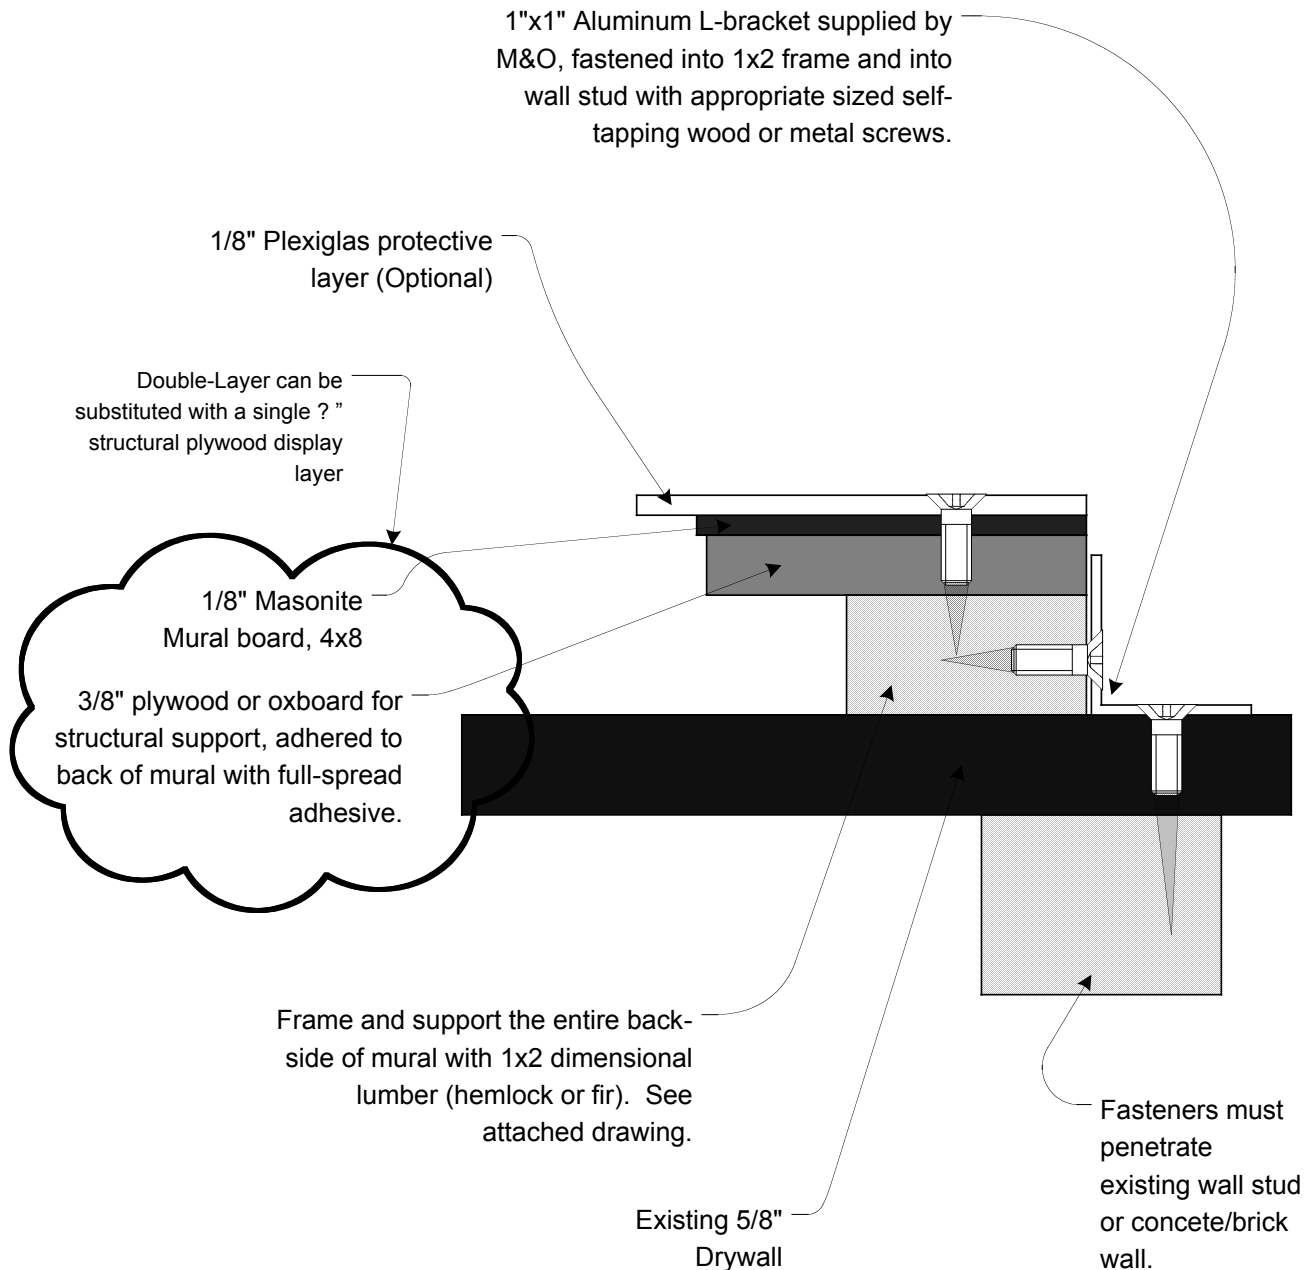 1"x1" Aluminum L-bracket supplied by
M&O, fastened into 1x2 frame and into
wall stud with appropriate sized self-
tapping wood or metal screws.
1/8" Plexiglas protective
layer (Optional)
Double-Layer can be
substituted with a single ? ”
structural plywood display
layer
1/8" Masonite
Mural board, 4x8
3/8" plywood or oxboard for
structural support, adhered to
back of mural with full-spread
adhesive.
Frame and support the entire back-
side of mural with 1x2 dimensional
lumber (hemlock or fir).  See
attached drawing.
Existing 5/8"
Drywall
Fasteners must
penetrate
existing wall stud
or concete/brick
wall.